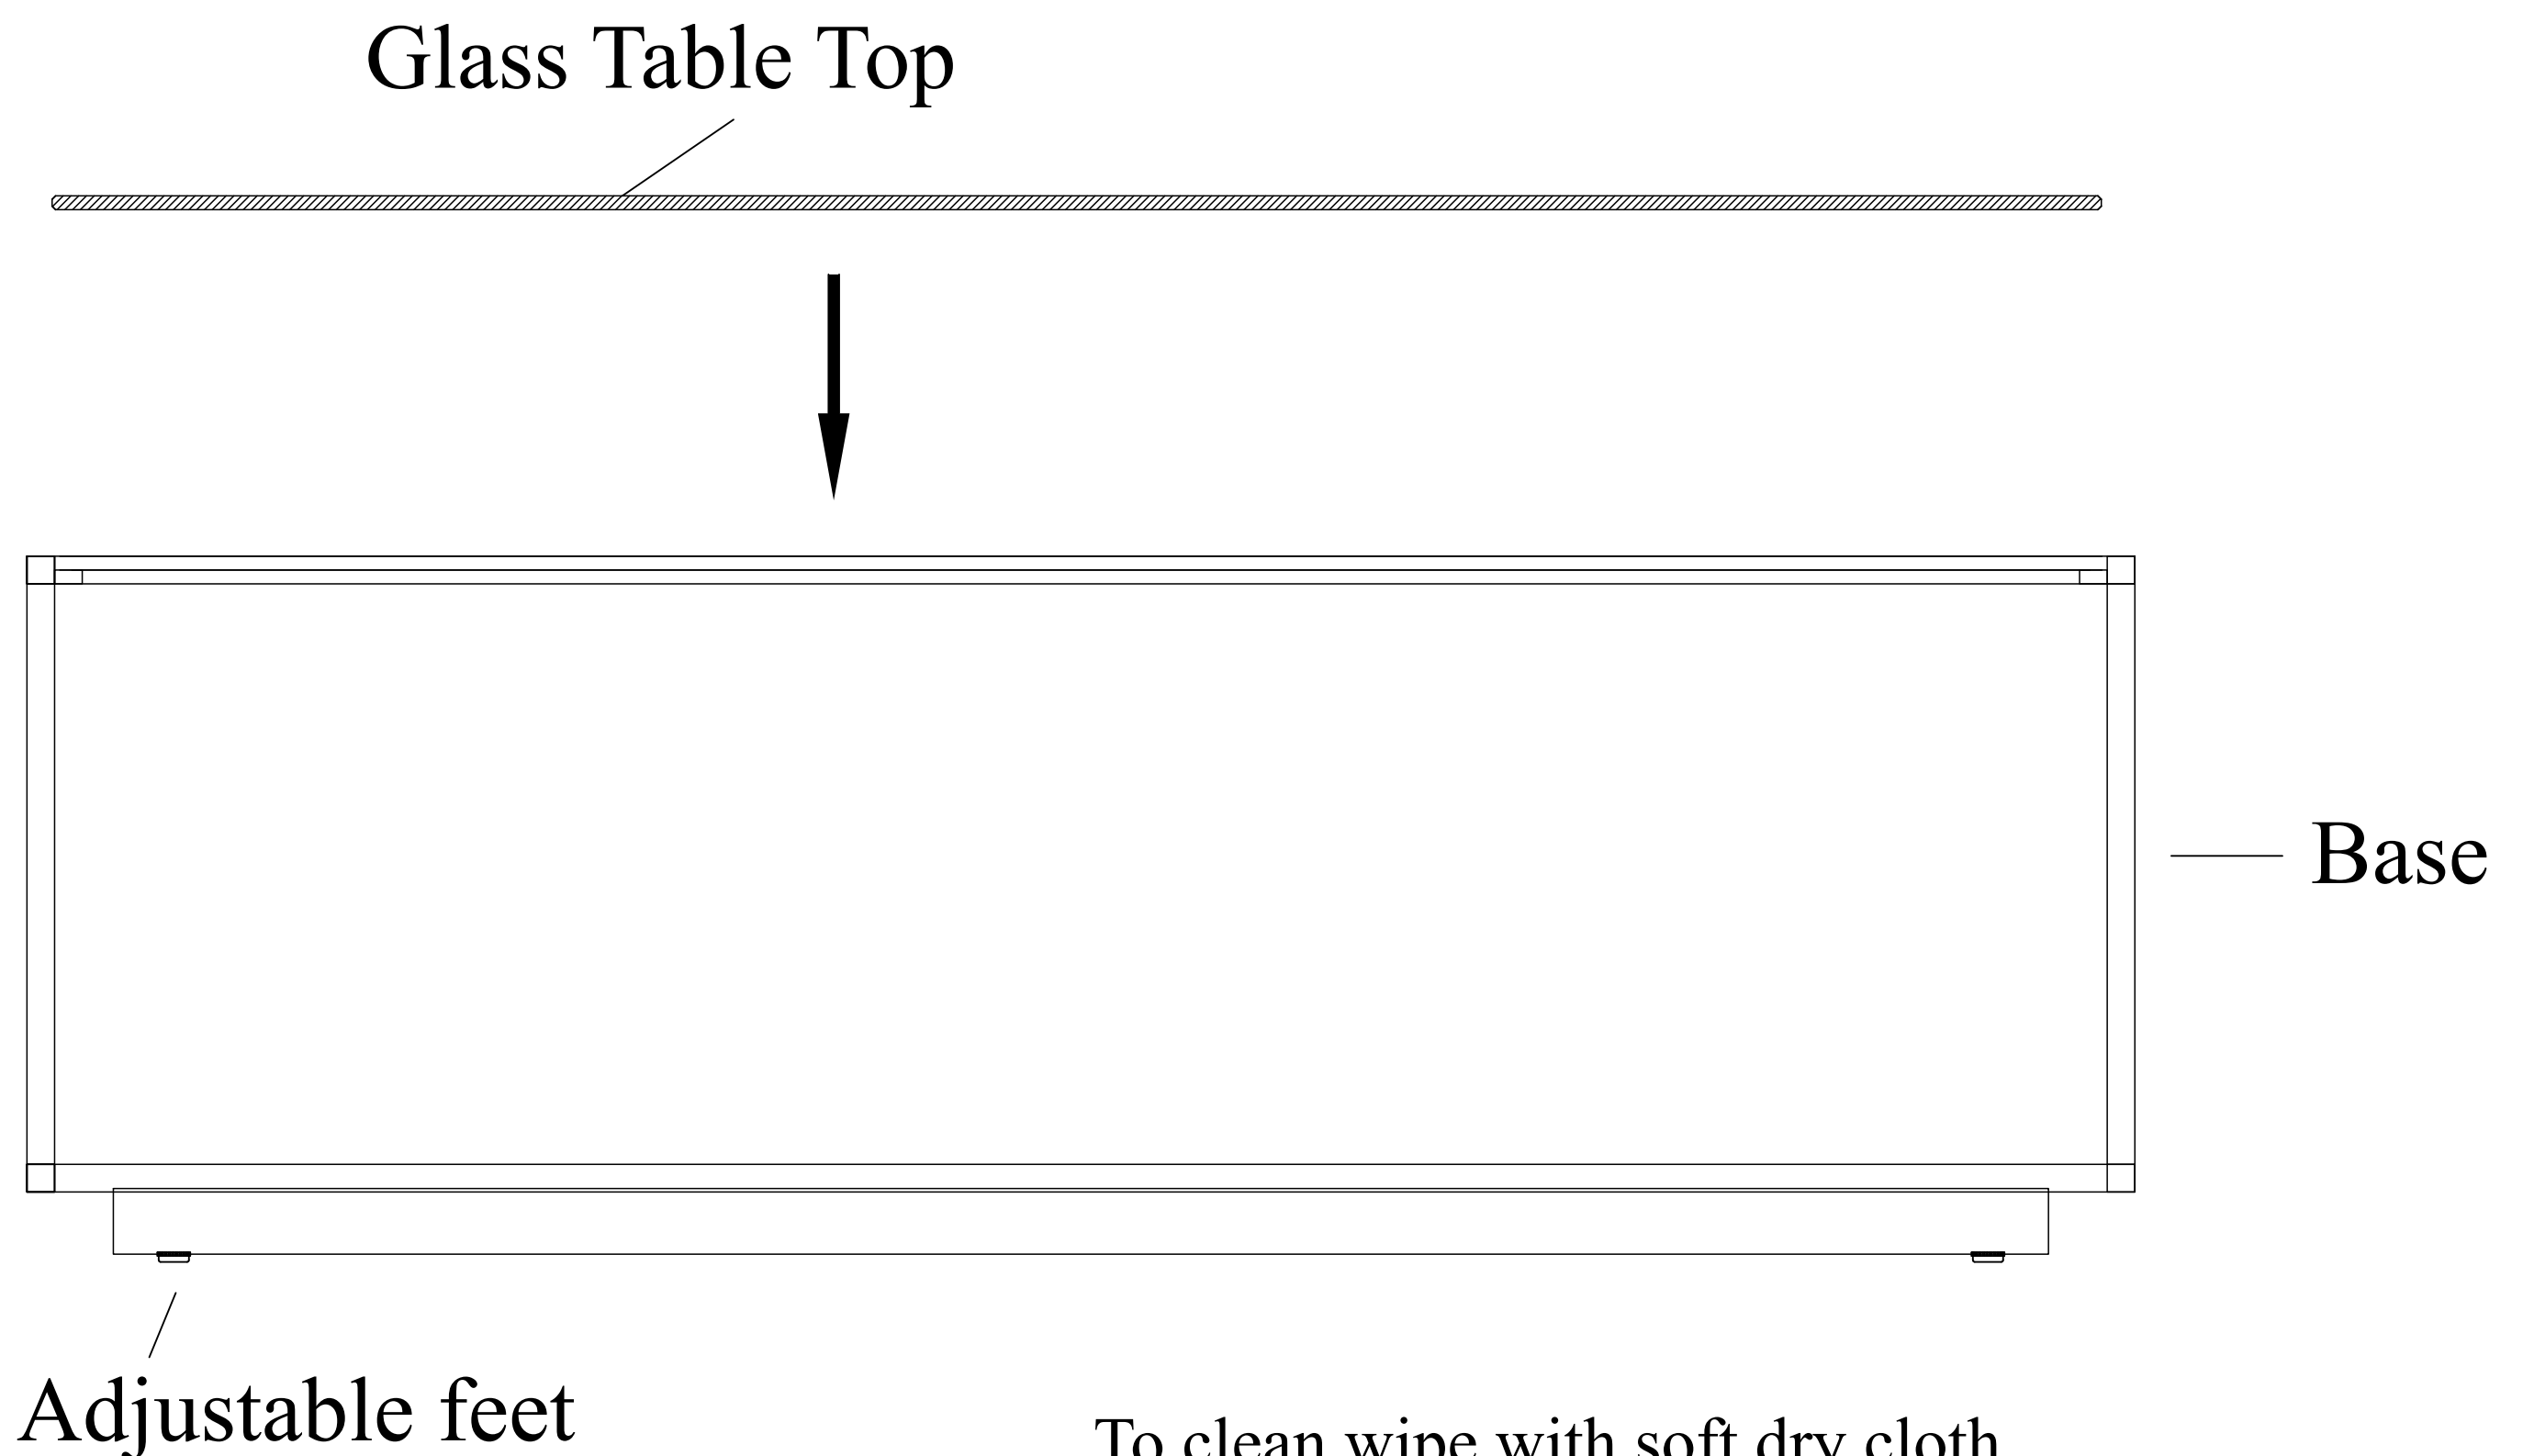 Glass Table Top
Base
Adjustable feet
To clean wipe with soft dry cloth